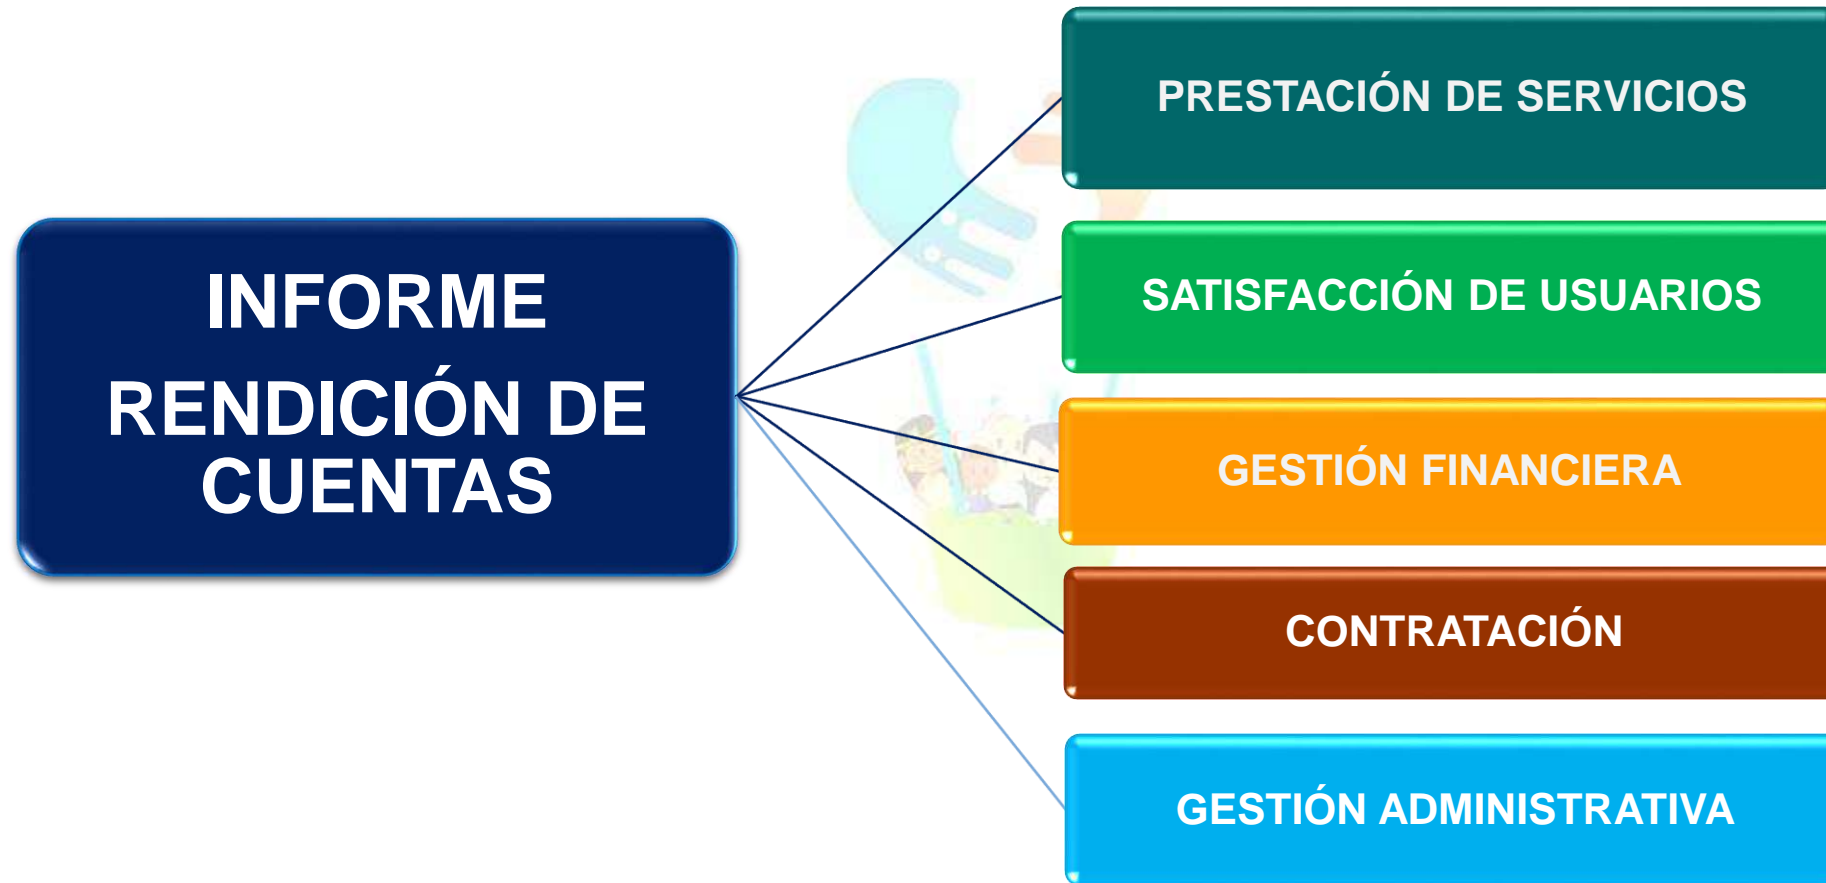 INFORME
RENDICIÓN DE
CUENTAS
PRESTACIÓN DE SERVICIOS
SATISFACCIÓN DE USUARIOS
GESTIÓN FINANCIERA
CONTRATACIÓN
GESTIÓN ADMINISTRATIVA